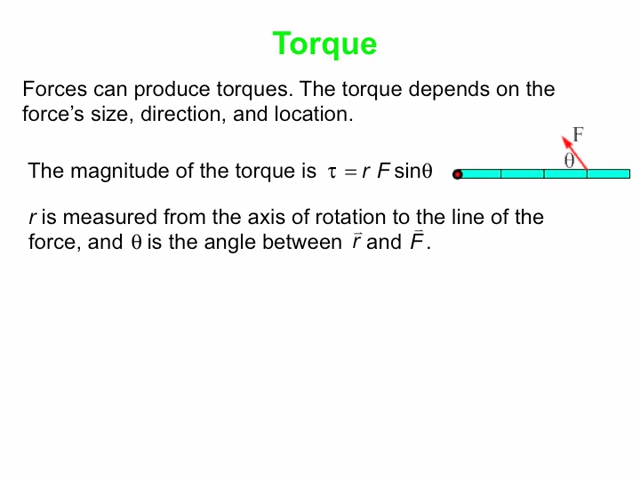 Torque
Forces can produce torques. The torque depends on the
force's size, direction, and location.
F
θ
The magnitude of the torque is τ = r F sinθ
r is measured from the axis of rotation to the line of the
force, and θ is the angle between r⃗ and F⃗ .